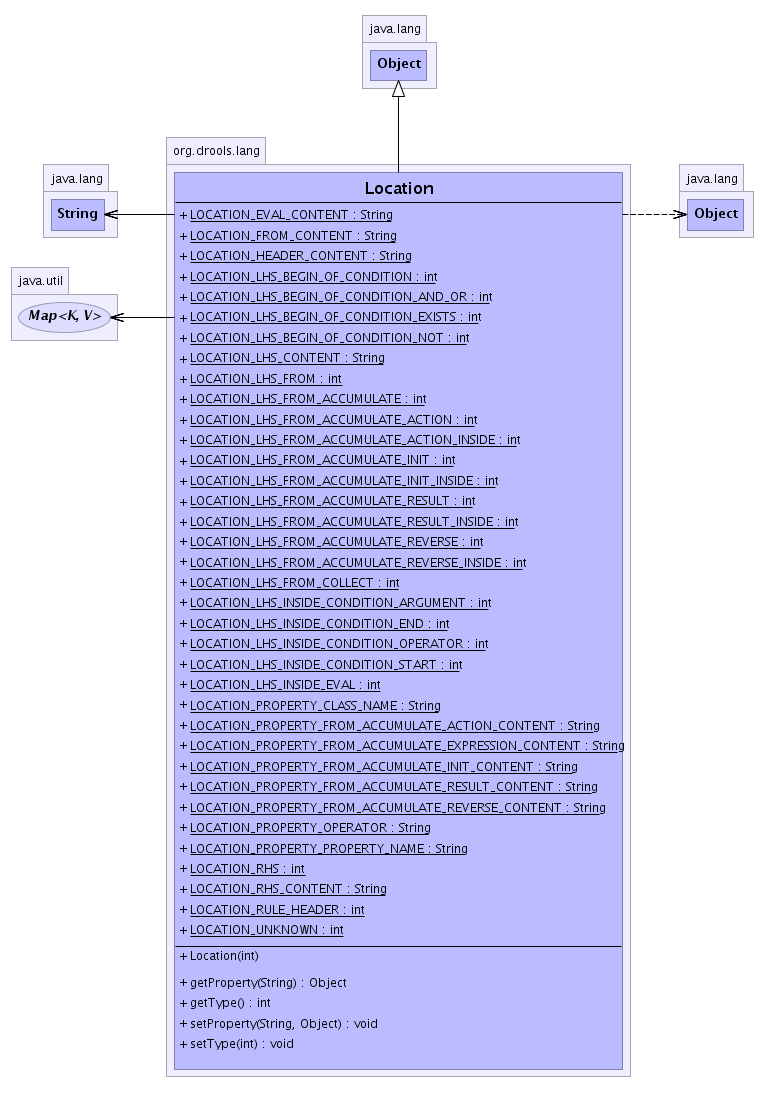 java.lang
Object
org.drools.lang
java.lang
String
java.util
Map<K, V>
java.lang
Object
Location
+ LOCATION_EVAL_CONTENT : String
+ LOCATION_FROM_CONTENT : String
+ LOCATION_HEADER_CONTENT : String
+ LOCATION_LHS_BEGIN_OF_CONDITION : int
+ LOCATION_LHS_BEGIN_OF_CONDITION_AND_OR : int
+ LOCATION_LHS_BEGIN_OF_CONDITION_EXISTS : int
+ LOCATION_LHS_BEGIN_OF_CONDITION_NOT : int
+ LOCATION_LHS_CONTENT : String
+ LOCATION_LHS_FROM : int
+ LOCATION_LHS_FROM_ACCUMULATE : int
+ LOCATION_LHS_FROM_ACCUMULATE_ACTION : int
+ LOCATION_LHS_FROM_ACCUMULATE_ACTION_INSIDE : int
+ LOCATION_LHS_FROM_ACCUMULATE_INIT : int
+ LOCATION_LHS_FROM_ACCUMULATE_INIT_INSIDE : int
+ LOCATION_LHS_FROM_ACCUMULATE_RESULT : int
+ LOCATION_LHS_FROM_ACCUMULATE_RESULT_INSIDE : int
+ LOCATION_LHS_FROM_ACCUMULATE_REVERSE : int
+ LOCATION_LHS_FROM_ACCUMULATE_REVERSE_INSIDE : int
+ LOCATION_LHS_FROM_COLLECT : int
+ LOCATION_LHS_INSIDE_CONDITION_ARGUMENT : int
+ LOCATION_LHS_INSIDE_CONDITION_END : int
+ LOCATION_LHS_INSIDE_CONDITION_OPERATOR : int
+ LOCATION_LHS_INSIDE_CONDITION_START : int
+ LOCATION_LHS_INSIDE_EVAL : int
+ LOCATION_PROPERTY_CLASS_NAME : String
+ LOCATION_PROPERTY_FROM_ACCUMULATE_ACTION_CONTENT : String
+ LOCATION_PROPERTY_FROM_ACCUMULATE_EXPRESSION_CONTENT : String
+ LOCATION_PROPERTY_FROM_ACCUMULATE_INIT_CONTENT : String
+ LOCATION_PROPERTY_FROM_ACCUMULATE_RESULT_CONTENT : String
+ LOCATION_PROPERTY_FROM_ACCUMULATE_REVERSE_CONTENT : String
+ LOCATION_PROPERTY_OPERATOR : String
+ LOCATION_PROPERTY_PROPERTY_NAME : String
+ LOCATION_RHS : int
+ LOCATION_RHS_CONTENT : String
+ LOCATION_RULE_HEADER : int
+ LOCATION_UNKNOWN : int
+ Location(int)
+ getProperty(String) : Object
+ getType() : int
+ setProperty(String, Object) : void
+ setType(int) : void